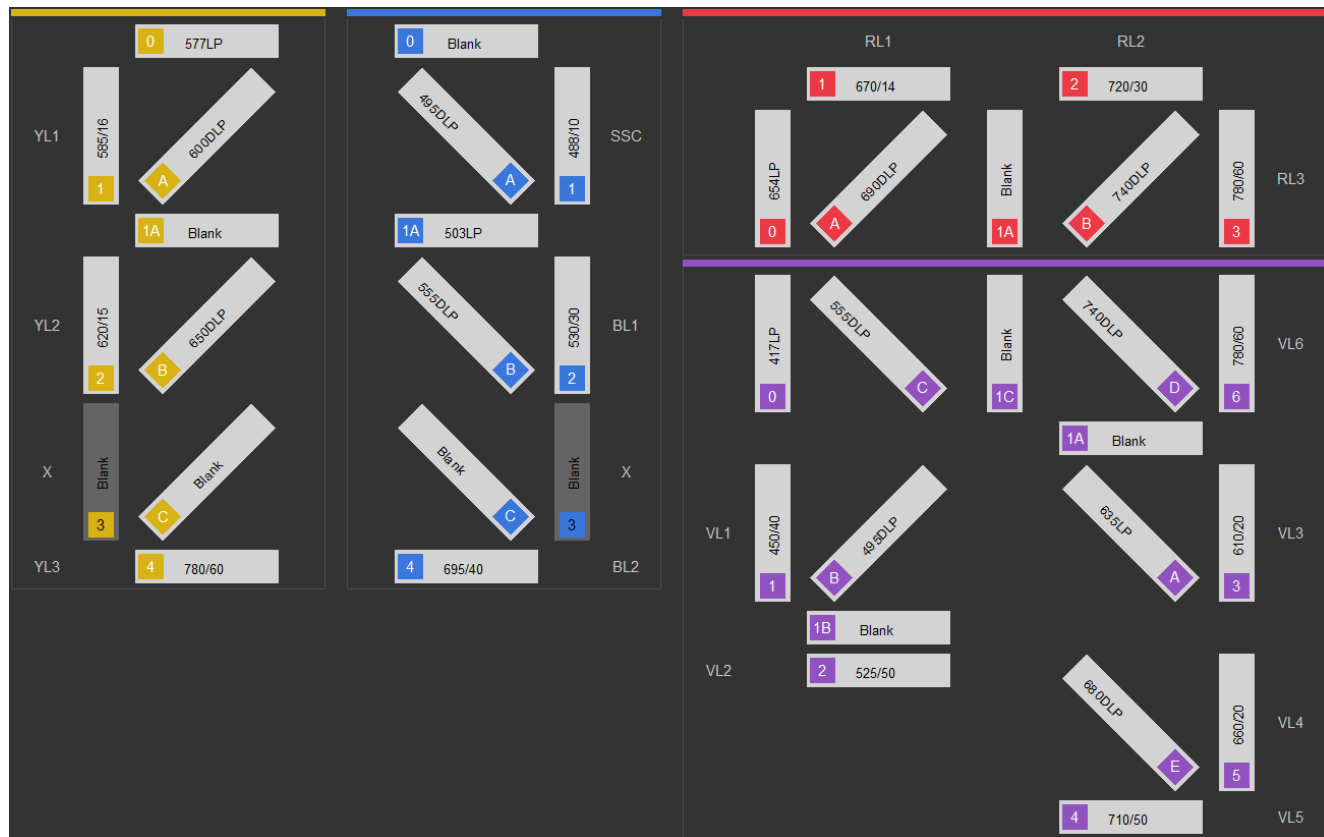 0 577LP
YL1
585/16
1
600DLP
A
1A Blank
YL2
620/15
2
650DLP
B
X
Blank
3
Blank
C
YL3
4 780/60
0 Blank
495DLP
A
488/10
1
SSC
1A 503LP
555DLP
B
530/30
2
BL1
Blank
C
Blank
3
X
4 695/40
BL2
RL1
RL2
1 670/14
2 720/30
654LP
0
690DLP
A
Blank
1A
740DLP
B
780/60
3
RL3
417LP
0
555DLP
C
Blank
1C
740DLP
D
780/60
6
VL6
1A Blank
VL1
450/40
1
495DLP
B
635LP
A
610/20
3
VL3
1B Blank
VL2
2 525/50
680DLP
E
660/20
5
VL4
4 710/50
VL5